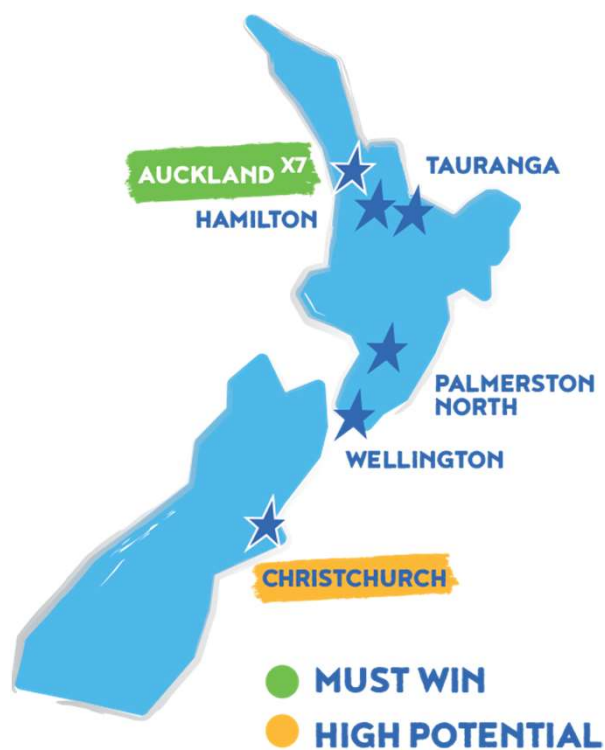 AUCKLAND X7
TAURANGA
HAMILTON
PALMERSTON
NORTH
WELLINGTON
CHRISTCHURCH
MUST WIN
HIGH POTENTIAL